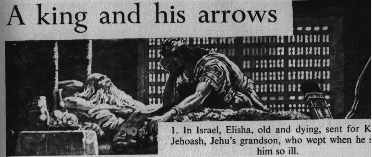 A king and his arrows
1. In Israel, Elisha, old and dying, sent for
Jehoash, Jehu's grandson, who wept when he
him so ill.